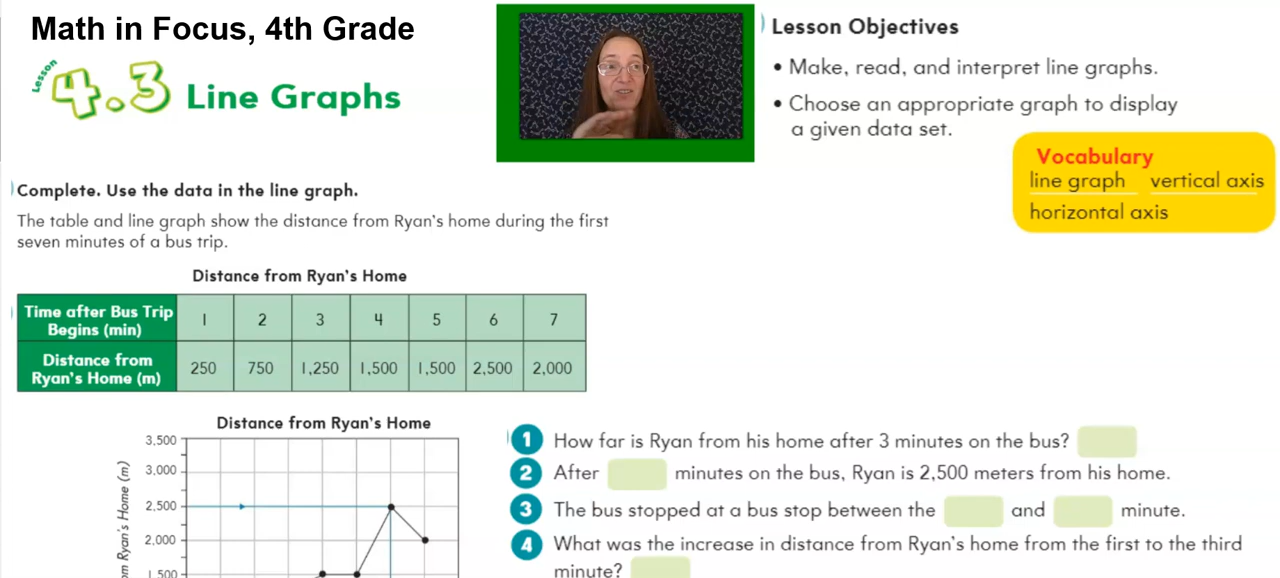 Math in Focus, 4th Grade
Lesson
4.3 Line Graphs
Lesson Objectives
• Make, read, and interpret line graphs.
• Choose an appropriate graph to display
a given data set.
Vocabulary
line graph vertical axis
horizontal axis
Complete. Use the data in the line graph.
The table and line graph show the distance from Ryan's home during the first
seven minutes of a bus trip.
Distance from Ryan's Home
Time after Bus Trip
Begins (min)
1 2 3 4 5 6 7
Distance from
Ryan's Home (m)
250 750 1,250 1,500 1,500 2,500 2,000
Distance from Ryan's Home
3,500
3,000
2,500
2,000
1,500
Ryan's Home (m)
1 How far is Ryan from his home after 3 minutes on the bus?
2 After minutes on the bus, Ryan is 2,500 meters from his home.
3 The bus stopped at a bus stop between the and minute.
4 What was the increase in distance from Ryan's home from the first to the third
minute?